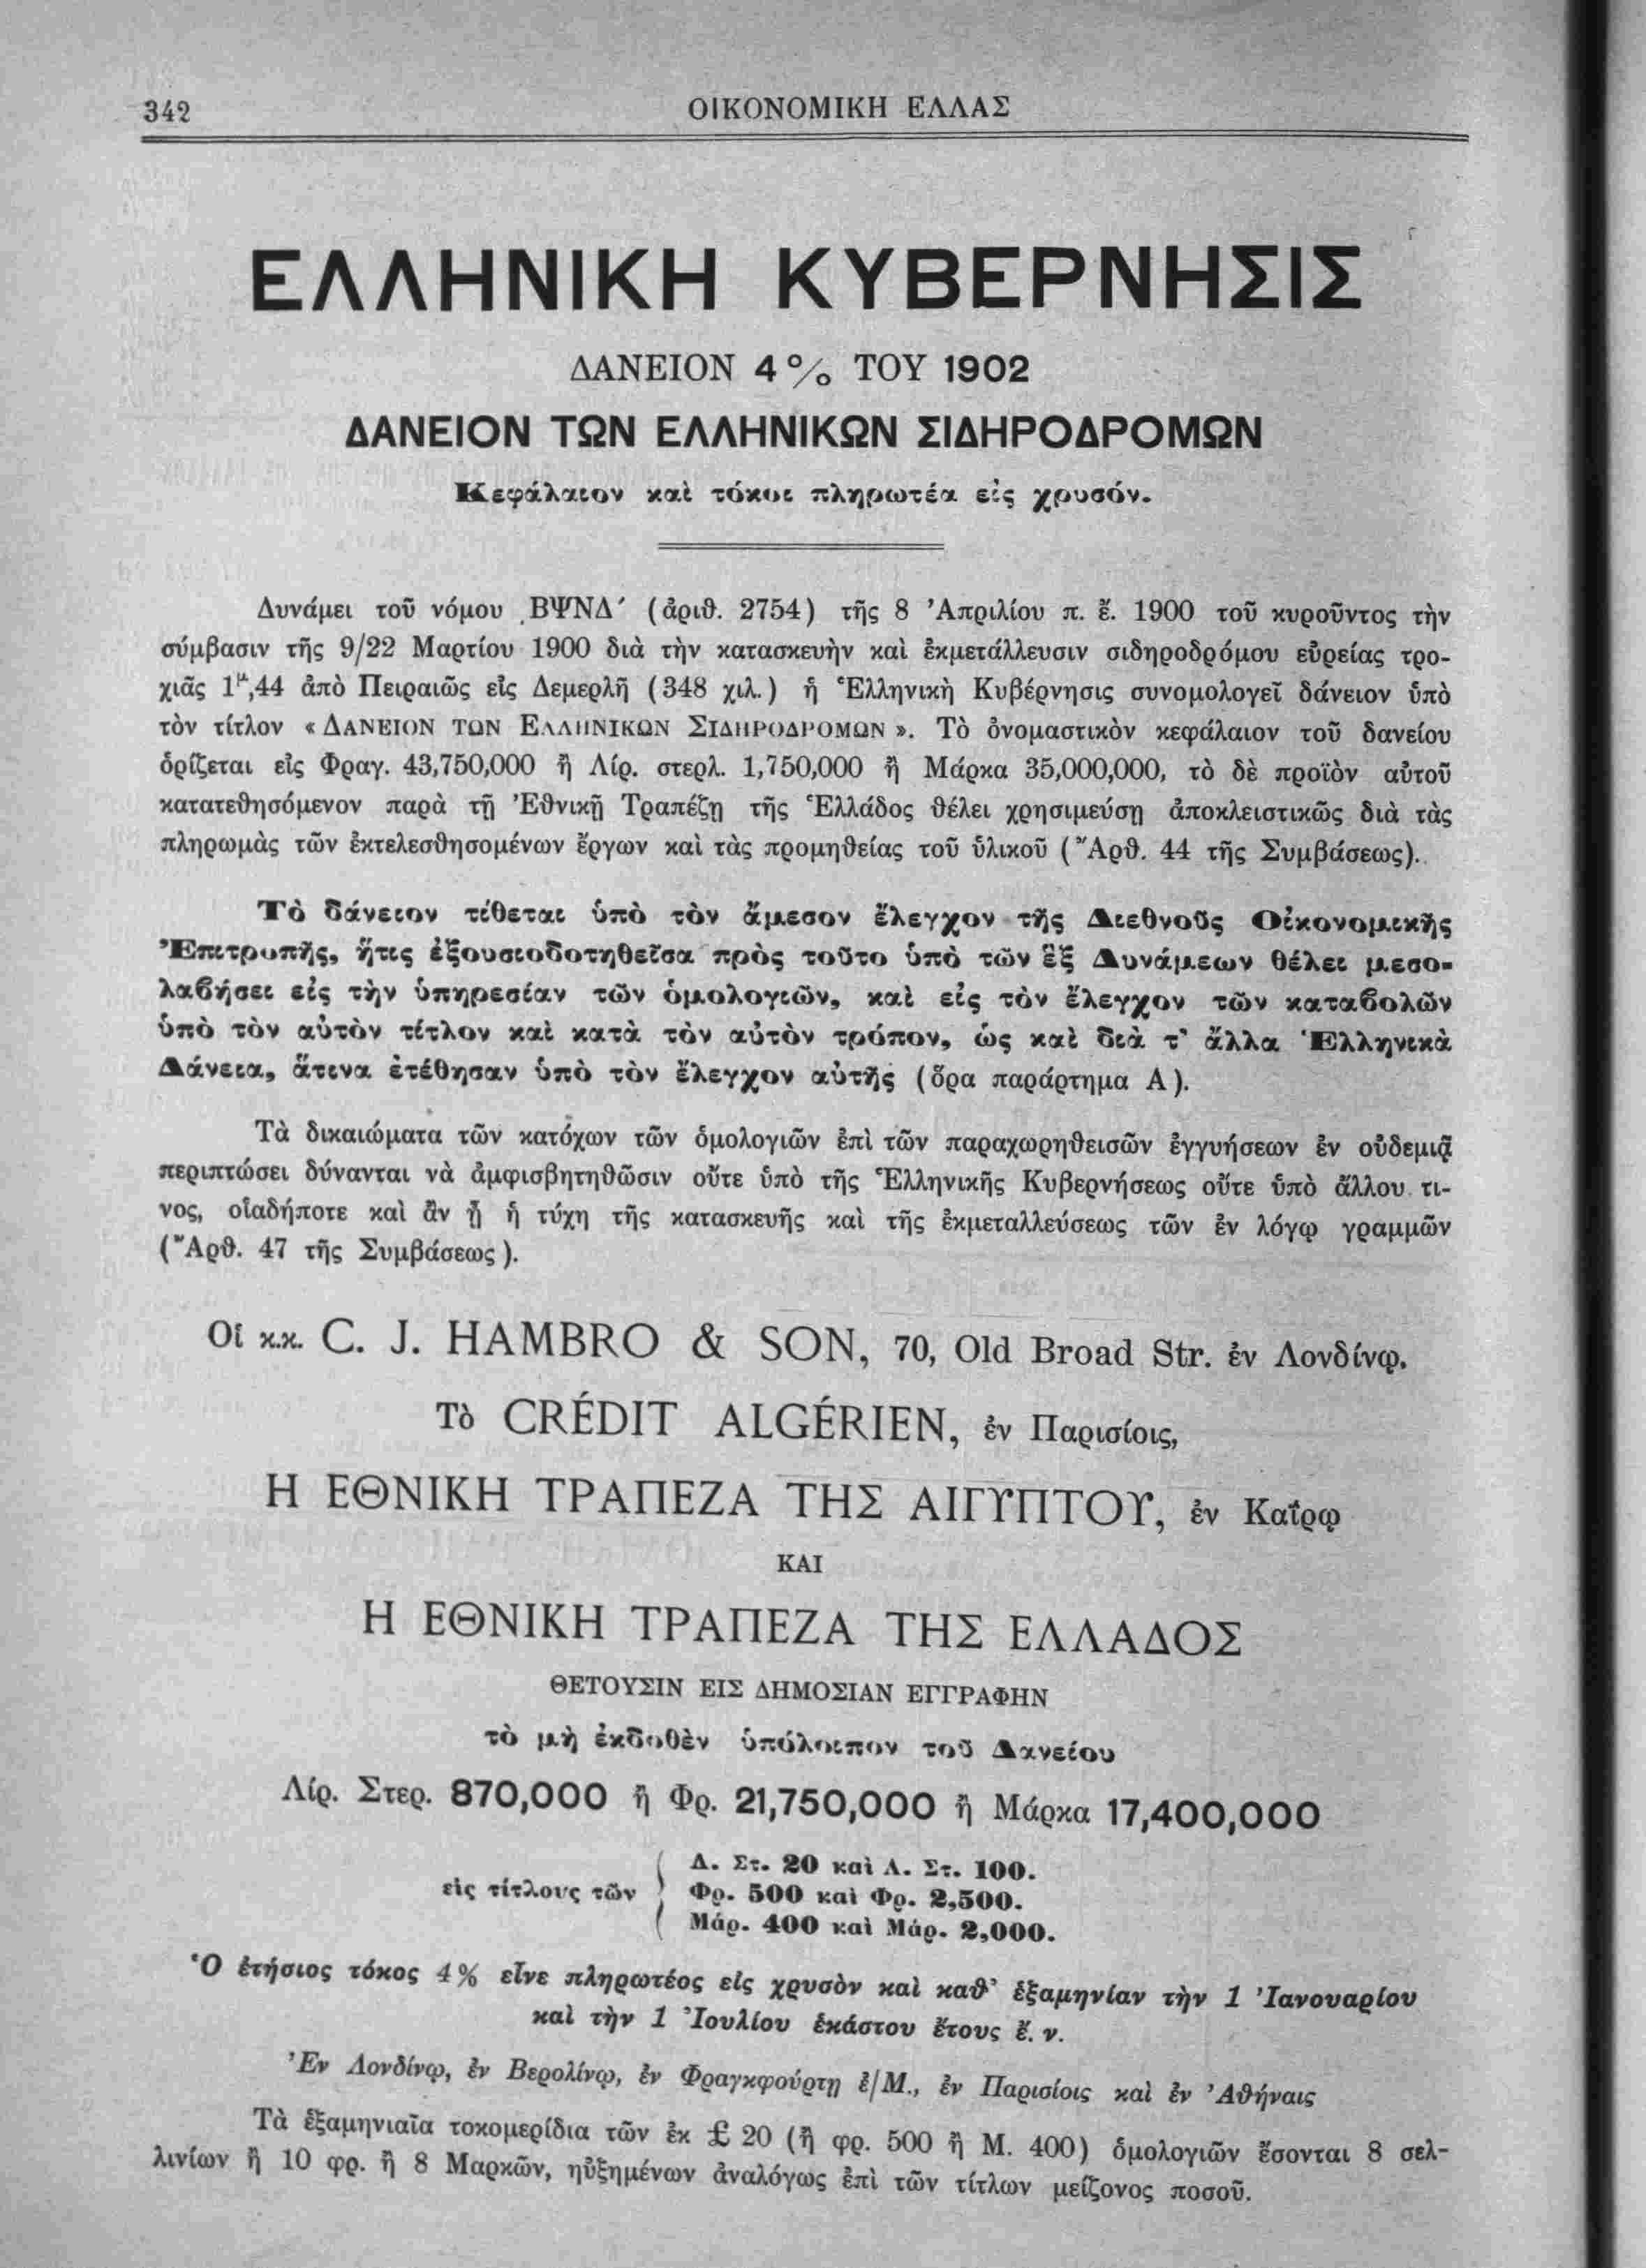 342
ΟΙΚΟΝΟΜΙΚΗ ΕΛΛΑΣ
ΕΛΛΗΝΙΚΗ ΚΥΒΕΡΝΗΣΙΣ
ΔΑΝΕΙΟΝ 4 % ΤΟΥ 1902
ΔΑΝΕΙΟΝ ΤΩΝ ΕΛΛΗΝΙΚΩΝ ΣΙΔΗΡΟΔΡΟΜΩΝ
Κεφάλαιον καὶ τόκοι πληρωτέα εἰς χρυσόν.
Δυνάμει τοῦ νόμου ͵ΒΨΝΔʹ (ἀριθ. 2754) τῆς 8 Ἀπριλίου π. ἔ. 1900 τοῦ κυροῦντος τὴν
σύμβασιν τῆς 9/22 Μαρτίου 1900 διὰ τὴν κατασκευὴν καὶ ἐκμετάλλευσιν σιδηροδρόμου εὐρείας τρο-
χιᾶς 1μ,44 ἀπὸ Πειραιῶς εἰς Δεμερλῆ (348 χιλ.) ἡ Ἑλληνικὴ Κυβέρνησις συνομολογεῖ δάνειον ὑπὸ
τὸν τίτλον «ΔΑΝΕΙΟΝ ΤΩΝ ΕΛΛΗΝΙΚΩΝ ΣΙΔΗΡΟΔΡΟΜΩΝ». Τὸ ὀνομαστικὸν κεφάλαιον τοῦ δανείου
ὁρίζεται εἰς Φραγ. 43,750,000 ἢ Λίρ. στερλ. 1,750,000 ἢ Μάρκα 35,000,000, τὸ δὲ προϊὸν αὐτοῦ
κατατεθησόμενον παρὰ τῇ Ἐθνικῇ Τραπέζῃ τῆς Ἑλλάδος θέλει χρησιμεύσῃ ἀποκλειστικῶς διὰ τὰς
πληρωμὰς τῶν ἐκτελεσθησομένων ἔργων καὶ τὰς προμηθείας τοῦ ὑλικοῦ (Ἄρθ. 44 τῆς Συμβάσεως).
Τὸ δάνειον τίθεται ὑπὸ τὸν ἄμεσον ἔλεγχον τῆς Διεθνοῦς Οἰκονομικῆς
Ἐπιτροπῆς, ἥτις ἐξουσιοδοτηθεῖσα πρὸς τοῦτο ὑπὸ τῶν ἓξ Δυνάμεων θέλει μεσο-
λαβήσει εἰς τὴν ὑπηρεσίαν τῶν ὁμολογιῶν, καὶ εἰς τὸν ἔλεγχον τῶν καταβολῶν
ὑπὸ τὸν αὐτὸν τίτλον καὶ κατὰ τὸν αὐτὸν τρόπον, ὡς καὶ διὰ τ' ἄλλα Ἑλληνικὰ
Δάνεια, ἅτινα ἐτέθησαν ὑπὸ τὸν ἔλεγχον αὐτῆς (ὅρα παράρτημα Α).
Τὰ δικαιώματα τῶν κατόχων τῶν ὁμολογιῶν ἐπὶ τῶν παραχωρηθεισῶν ἐγγυήσεων ἐν οὐδεμιᾷ
περιπτώσει δύνανται νὰ ἀμφισβητηθῶσιν οὔτε ὑπὸ τῆς Ἑλληνικῆς Κυβερνήσεως οὔτε ὑπὸ ἄλλου τι-
νος, οἱαδήποτε καὶ ἂν ᾖ ἡ τύχη τῆς κατασκευῆς καὶ τῆς ἐκμεταλλεύσεως τῶν ἐν λόγῳ γραμμῶν
(Ἄρθ. 47 τῆς Συμβάσεως).
Οἱ κ.κ. C. J. HAMBRO & SON, 70, Old Broad Str. ἐν Λονδίνῳ,
Τὸ CRÉDIT ALGÉRIEN, ἐν Παρισίοις,
Η ΕΘΝΙΚΗ ΤΡΑΠΕΖΑ ΤΗΣ ΑΙΓΥΠΤΟΥ, ἐν Καΐρῳ
ΚΑΙ
Η ΕΘΝΙΚΗ ΤΡΑΠΕΖΑ ΤΗΣ ΕΛΛΑΔΟΣ
ΘΕΤΟΥΣΙΝ ΕΙΣ ΔΗΜΟΣΙΑΝ ΕΓΓΡΑΦΗΝ
τὸ μὴ ἐκδοθὲν ὑπόλοιπον τοῦ Δανείου
Λίρ. Στερ. 870,000 ἢ Φρ. 21,750,000 ἢ Μάρκα 17,400,000
εἰς τίτλους τῶν
Λ. Στ. 20 καὶ Λ. Στ. 100.
Φρ. 500 καὶ Φρ. 2,500.
Μάρ. 400 καὶ Μάρ. 2,000.
Ὁ ἐτήσιος τόκος 4% εἶνε πληρωτέος εἰς χρυσὸν καὶ καθ' ἑξαμηνίαν τὴν 1 Ἰανουαρίου
καὶ τὴν 1 Ἰουλίου ἑκάστου ἔτους ἔ. ν.
Ἐν Λονδίνῳ, ἐν Βερολίνῳ, ἐν Φραγκφούρτῃ ἐ/Μ., ἐν Παρισίοις καὶ ἐν Ἀθήναις
Τὰ ἑξαμηνιαῖα τοκομερίδια τῶν ἐκ £ 20 (ἢ φρ. 500 ἢ Μ. 400) ὁμολογιῶν ἔσονται 8 σελ-
λινίων ἢ 10 φρ. ἢ 8 Μαρκῶν, ηὐξημένων ἀναλόγως ἐπὶ τῶν τίτλων μείζονος ποσοῦ.